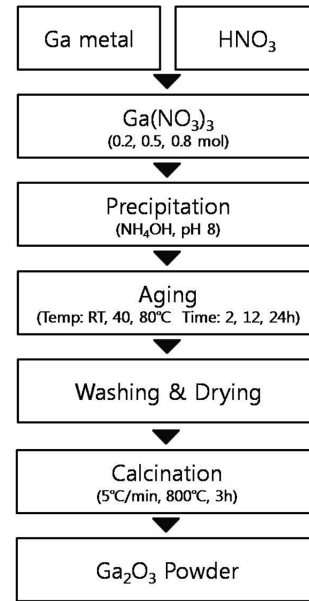 Ga metal
HNO₃
Ga(NO₃)₃
(0.2, 0.5, 0.8 mol)
Precipitation
(NH₄OH, pH 8)
Aging
(Temp: RT, 40, 80℃ Time: 2, 12, 24h)
Washing & Drying
Calcination
(5℃/min, 800℃, 3h)
Ga₂O₃ Powder